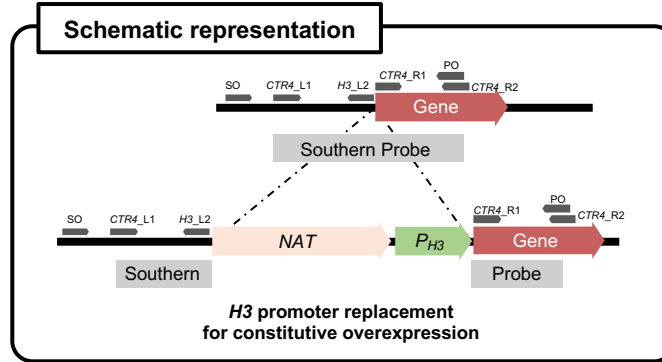 Schematic representation
SO CTR4_L1 H3_L2 CTR4_R1 PO CTR4_R2
Gene
Southern Probe
SO CTR4_L1 H3_L2 CTR4_R1 PO CTR4_R2
NAT P_H3 Gene
Southern Probe
H3 promoter replacement
for constitutive overexpression